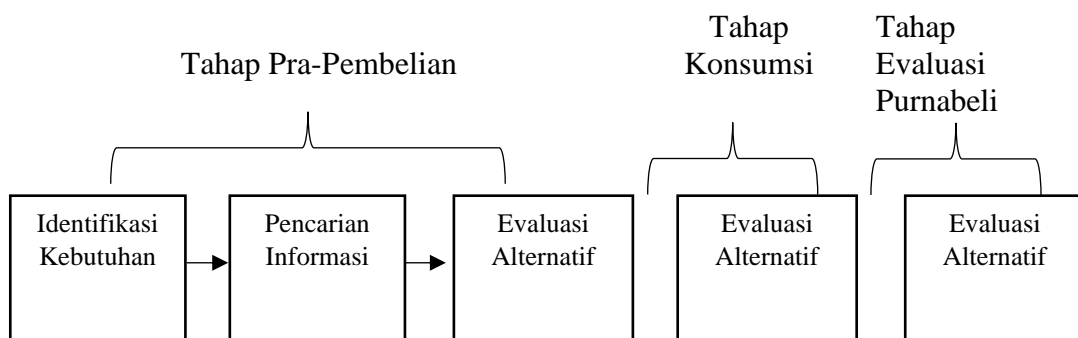 Tahap Pra-Pembelian
Tahap
Konsumsi
Tahap
Evaluasi
Purnabeli
Identifikasi
Kebutuhan
Pencarian
Informasi
Evaluasi
Alternatif
Evaluasi
Alternatif
Evaluasi
Alternatif